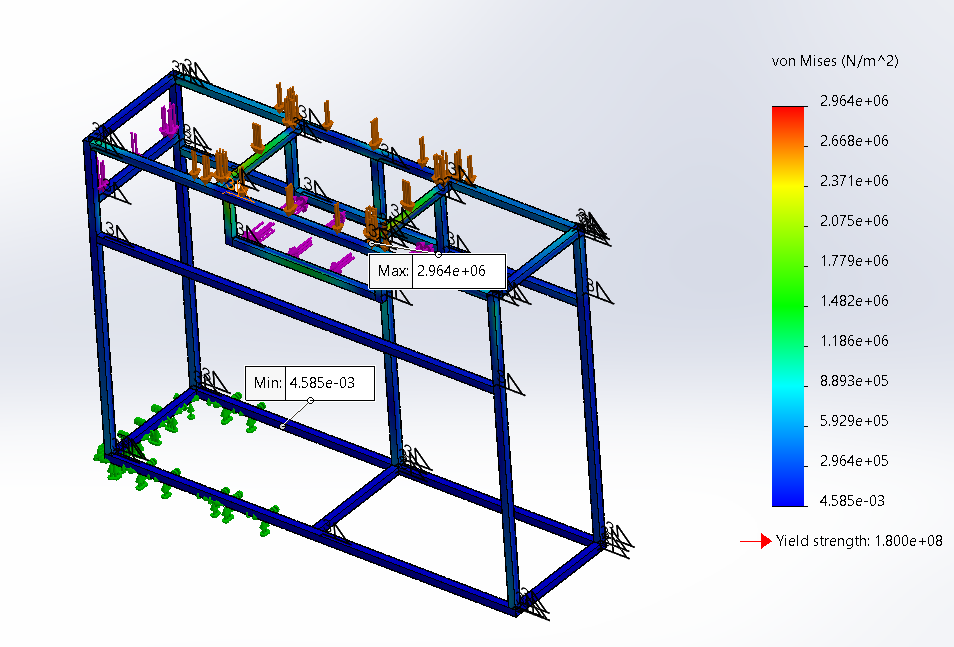 von Mises (N/m^2)
2.964e+06
2.668e+06
2.371e+06
2.075e+06
1.779e+06
1.482e+06
1.186e+06
8.893e+05
5.929e+05
2.964e+05
4.585e-03
Yield strength: 1.800e+08
Max: 2.964e+06
Min: 4.585e-03